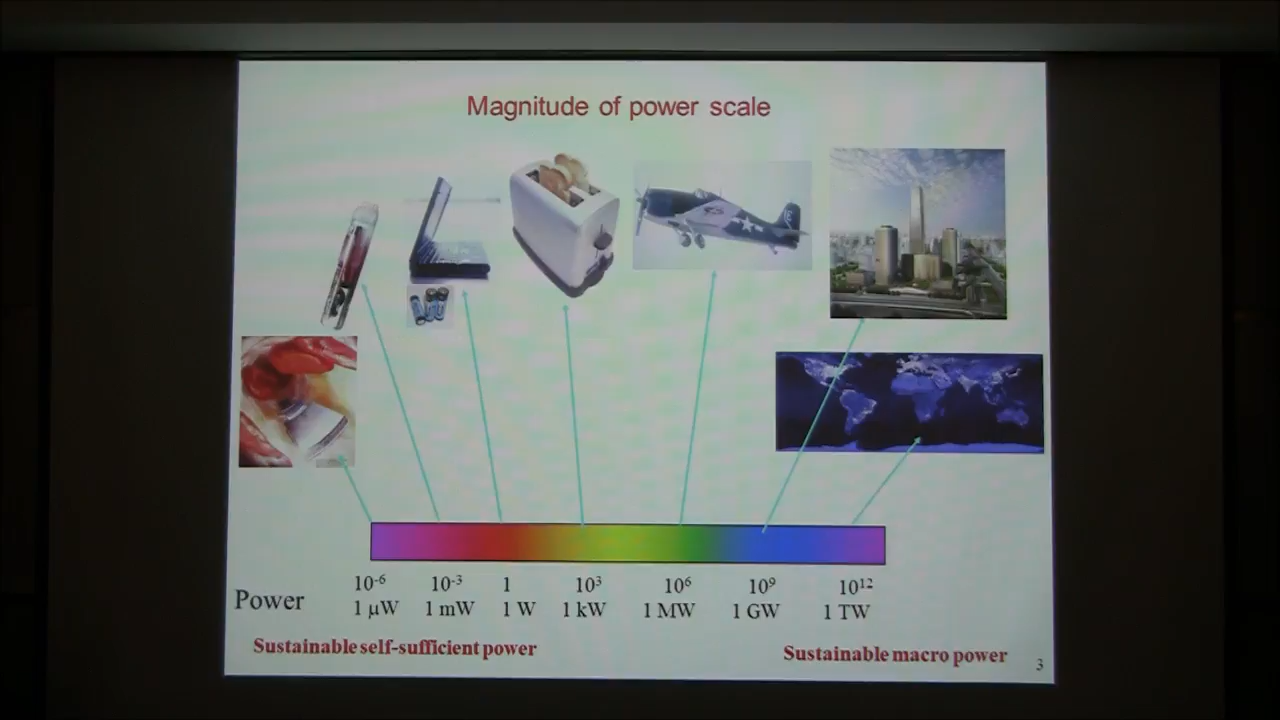 Magnitude of power scale
10⁻⁶ 10⁻³ 1 10³ 10⁶ 10⁹ 10¹²
Power 1 μW 1 mW 1 W 1 kW 1 MW 1 GW 1 TW
Sustainable self-sufficient power
Sustainable macro power
3